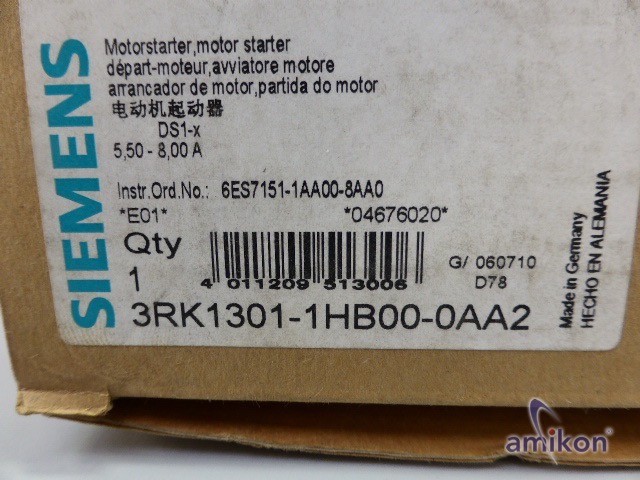 SIEMENS
Motorstarter,motor starter
départ-moteur,avviatore motore
arrancador de motor,partida do motor
电动机起动器
DS1-x
5,50 - 8,00 A
Instr.Ord.No.: 6ES7151-1AA00-8AA0
*E01* *04676020*
Qty
1
4 011209 513006
G/ 060710
D78
3RK1301-1HB00-0AA2
Made in Germany
HECHO EN ALEMANIA
amikon